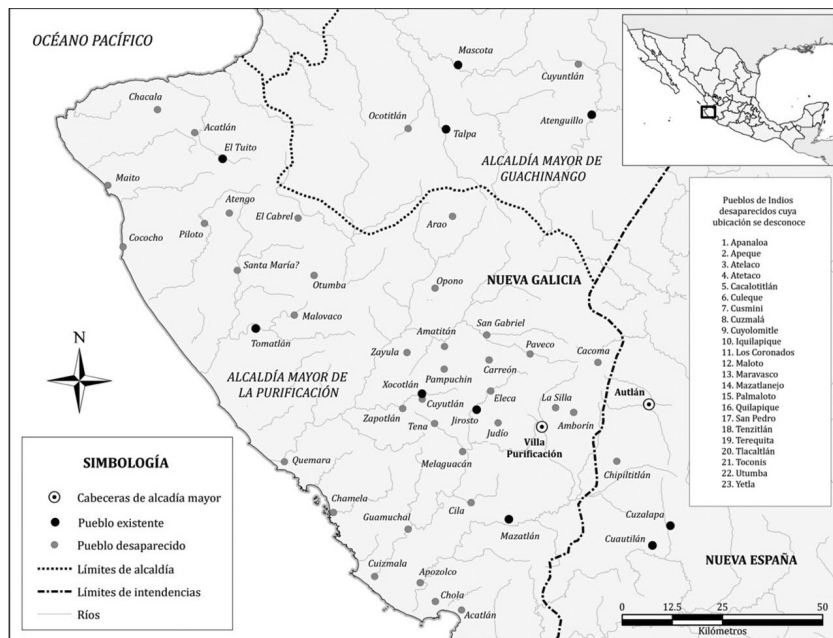 OCÉANO PACÍFICO
Mascota
Cuyuntlán
Chacala
Acatlán
Ocotitlán
Talpa
Atenguillo
El Tuito
ALCALDÍA MAYOR DE
GUACHINANGO
Maito
Atengo
El Cabrel
Piloto
Arao
Cococho
Santa María?
Otumba
Opono
NUEVA GALICIA
Malovaco
Tomatlán
Amatitán
San Gabriel
Zayula
Paveco
Cacoma
Carreón
ALCALDÍA MAYOR DE
LA PURIFICACIÓN
Pampuchin
Xocotlán
Cuyutlán
Eleca
La Silla
Autlán
Zapotlán
Tena
Jirosto
Judío
Amborín
Villa
Purificación
Melaguacán
Quemara
Chipiltitlán
Chamela
Cila
Guamuchal
Mazatlán
Cuzalapa
Cuautilán
NUEVA ESPAÑA
Cuizmala
Apozolco
Chola
Acatlán
Pueblos de Indios
desaparecidos cuya
ubicación se desconoce
1. Apanaloa
2. Apeque
3. Atelaco
4. Atetaco
5. Cacalotitlán
6. Culeque
7. Cusmini
8. Cuzmalá
9. Cuyolomitle
10. Iquilapique
11. Los Coronados
12. Maloto
13. Maravasco
14. Mazatlanejo
15. Palmaloto
16. Quilapique
17. San Pedro
18. Tenzitlán
19. Terequita
20. Tlacaltlán
21. Toconis
22. Utumba
23. Yetla
N
SIMBOLOGÍA
Cabeceras de alcadía mayor
Pueblo existente
Pueblo desaparecido
Límites de alcaldía
Límites de intendencias
Ríos
0 12.5 25 50
Kilómetros